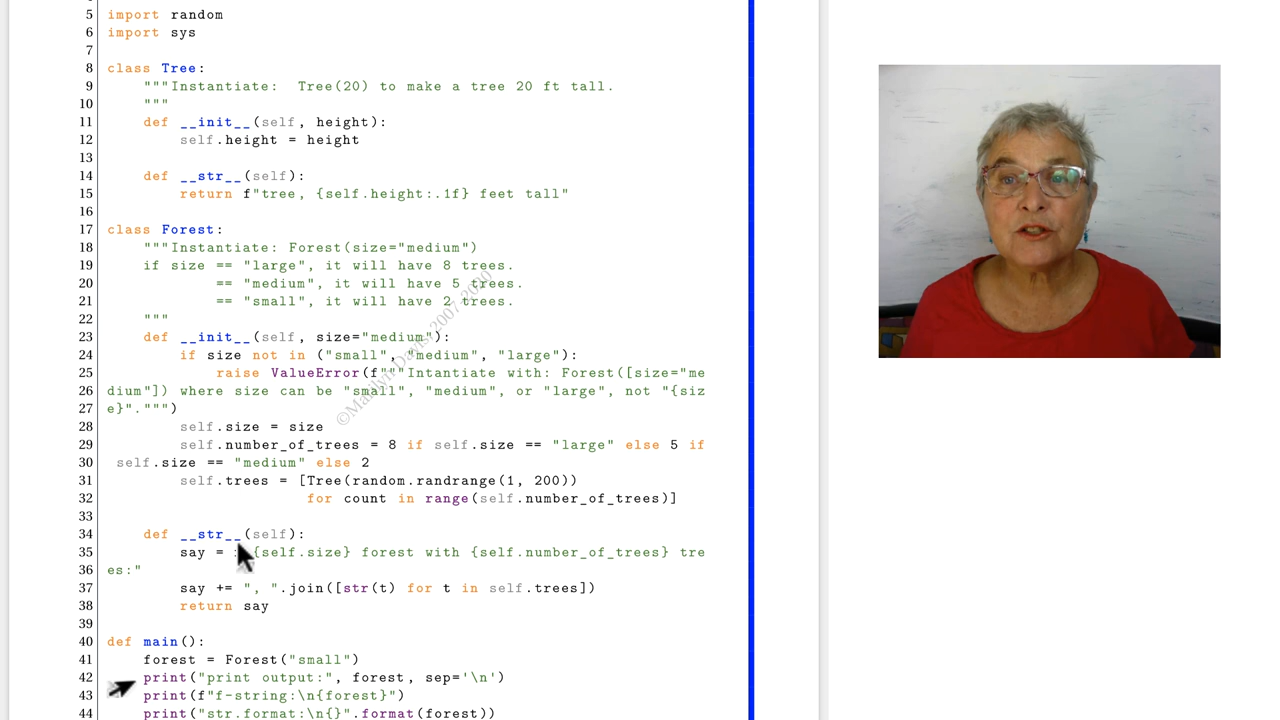 5 import random
6 import sys
7
8 class Tree:
9 """Instantiate:  Tree(20) to make a tree 20 ft tall.
10 """
11 def __init__(self, height):
12 self.height = height
13
14 def __str__(self):
15 return f"tree, {self.height:.1f} feet tall"
16
17 class Forest:
18 """Instantiate: Forest(size="medium")
19 if size == "large", it will have 8 trees.
20 == "medium", it will have 5 trees.
21 == "small", it will have 2 trees.
22 """
23 def __init__(self, size="medium"):
24 if size not in ("small", "medium", "large"):
25 raise ValueError(f"""Intantiate with: Forest([size="me
26 dium"]) where size can be "small", "medium", or "large", not "{siz
27 e}".""")
28 self.size = size
29 self.number_of_trees = 8 if self.size == "large" else 5 if
30 self.size == "medium" else 2
31 self.trees = [Tree(random.randrange(1, 200))
32 for count in range(self.number_of_trees)]
33
34 def __str__(self):
35 say = {self.size} forest with {self.number_of_trees} tre
36 es:"
37 say += ", ".join([str(t) for t in self.trees])
38 return say
39
40 def main():
41 forest = Forest("small")
42 print("print output:", forest, sep='\n')
43 print(f"f-string:\n{forest}")
44 print("str.format:\n{}".format(forest))